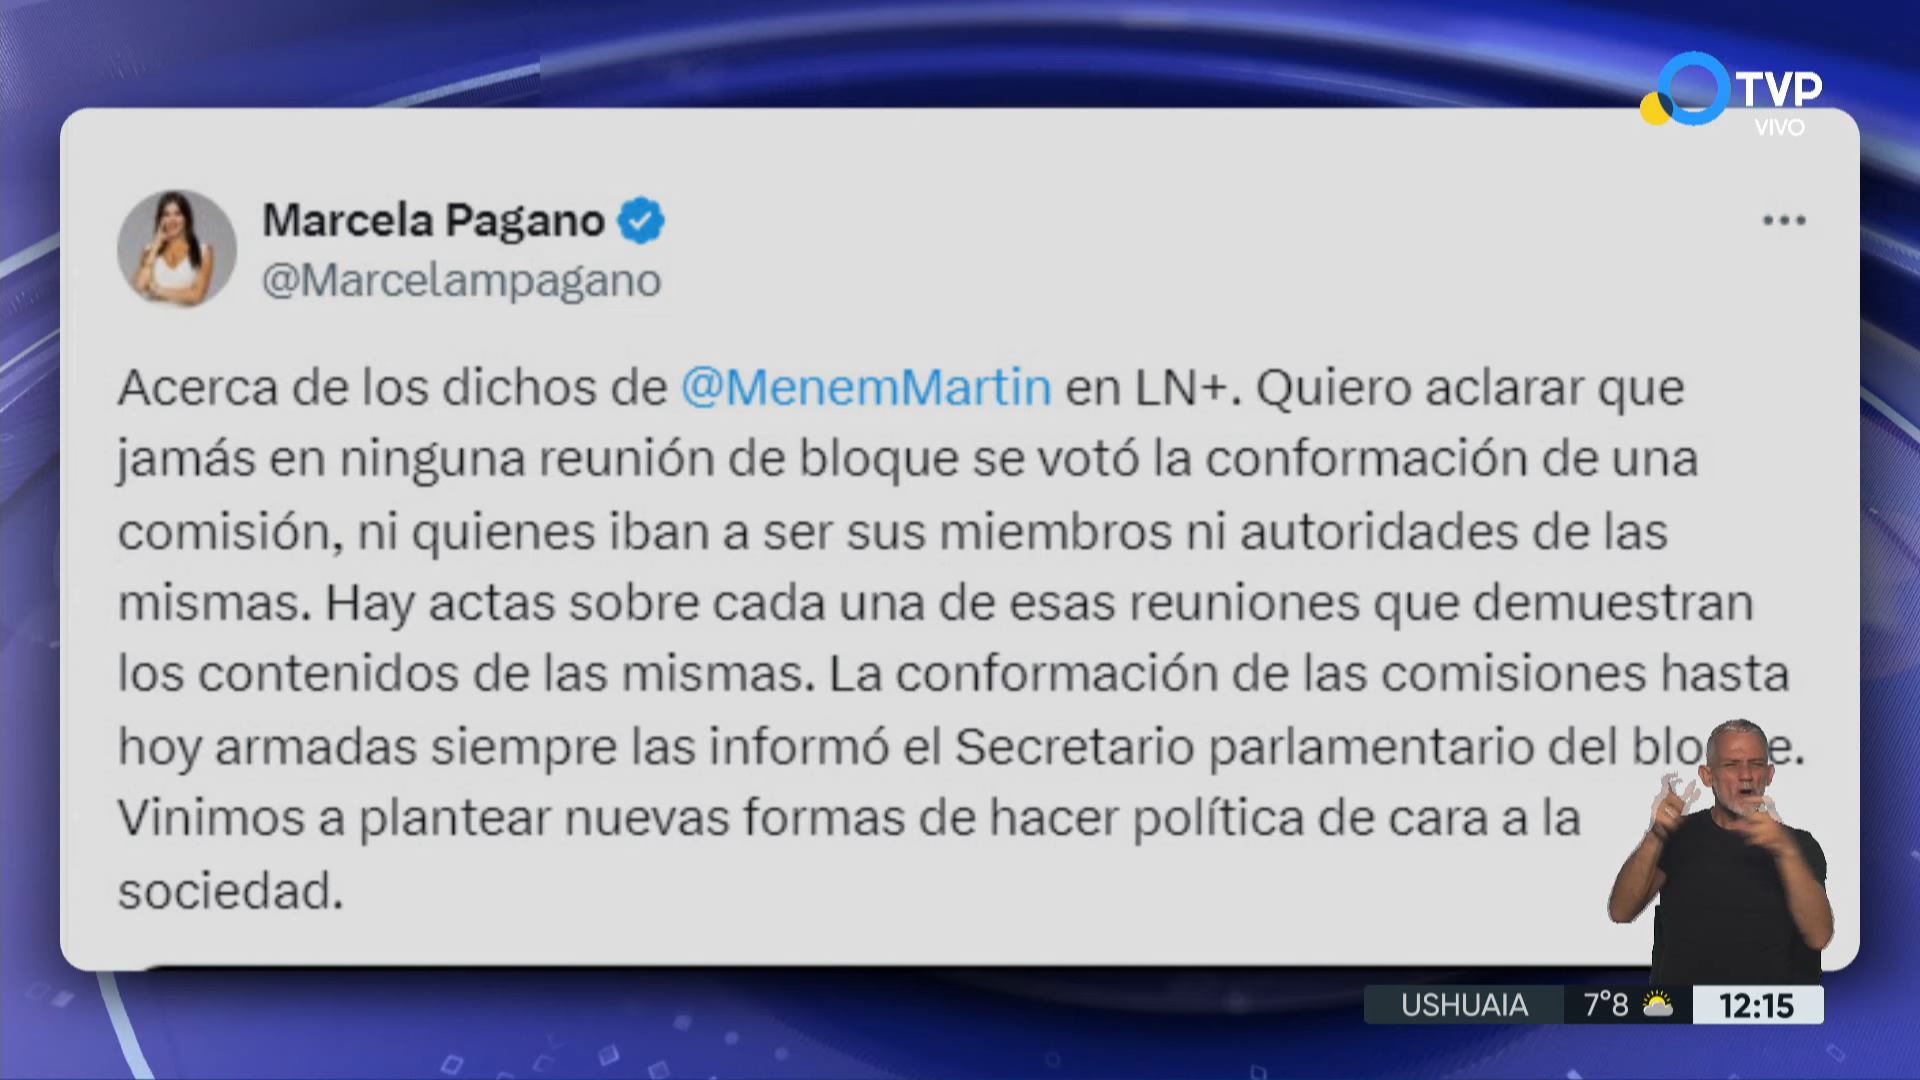 TVP
VIVO
Marcela Pagano
@Marcelampagano
Acerca de los dichos de @MenemMartin en LN+. Quiero aclarar que
jamás en ninguna reunión de bloque se votó la conformación de una
comisión, ni quienes iban a ser sus miembros ni autoridades de las
mismas. Hay actas sobre cada una de esas reuniones que demuestran
los contenidos de las mismas. La conformación de las comisiones hasta
hoy armadas siempre las informó el Secretario parlamentario del
Vinimos a plantear nuevas formas de hacer política de cara a la
sociedad.
USHUAIA 7°8 12:15